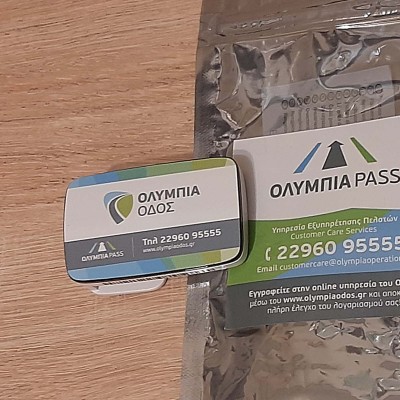 ΟΛΥΜΠΙΑ
ΟΔΟΣ
ΟΛΥΜΠΙΑ PASS
Τηλ 22960 95555
www.olympiaodos.gr
ΟΛΥΜΠΙΑ PASS
Υπηρεσία Εξυπηρέτησης Πελατών
Customer Care Services
22960 95555
Email customercare@olympiaoperation
Εγγραφείτε στην online υπηρεσία του Ο
μέσω του www.olympiaodos.gr και αποκ
πλήρη έλεγχο του λογαριασμού σας